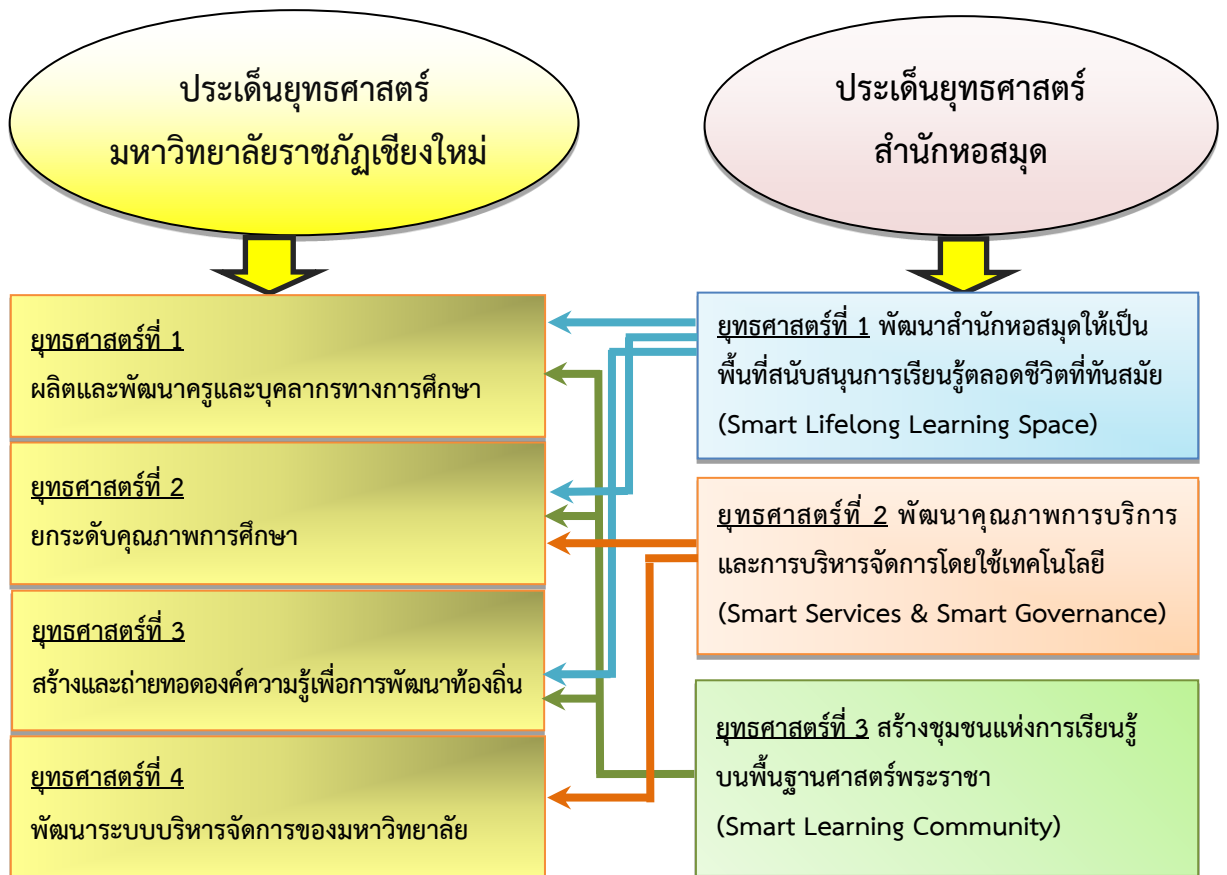 ประเด็นยุทธศาสตร์
มหาวิทยาลัยราชภัฏเชียงใหม่
ยุทธศาสตร์ที่ 1
ผลิตและพัฒนาครูและบุคลากรทางการศึกษา
ยุทธศาสตร์ที่ 2
ยกระดับคุณภาพการศึกษา
ยุทธศาสตร์ที่ 3
สร้างและถ่ายทอดองค์ความรู้เพื่อการพัฒนาท้องถิ่น
ยุทธศาสตร์ที่ 4
พัฒนาระบบบริหารจัดการของมหาวิทยาลัย
ประเด็นยุทธศาสตร์
สำนักหอสมุด
ยุทธศาสตร์ที่ 1 พัฒนาสำนักหอสมุดให้เป็น
พื้นที่สนับสนุนการเรียนรู้ตลอดชีวิตที่ทันสมัย
(Smart Lifelong Learning Space)
ยุทธศาสตร์ที่ 2 พัฒนาคุณภาพการบริการ
และการบริหารจัดการโดยใช้เทคโนโลยี
(Smart Services & Smart Governance)
ยุทธศาสตร์ที่ 3 สร้างชุมชนแห่งการเรียนรู้
บนพื้นฐานศาสตร์พระราชา
(Smart Learning Community)